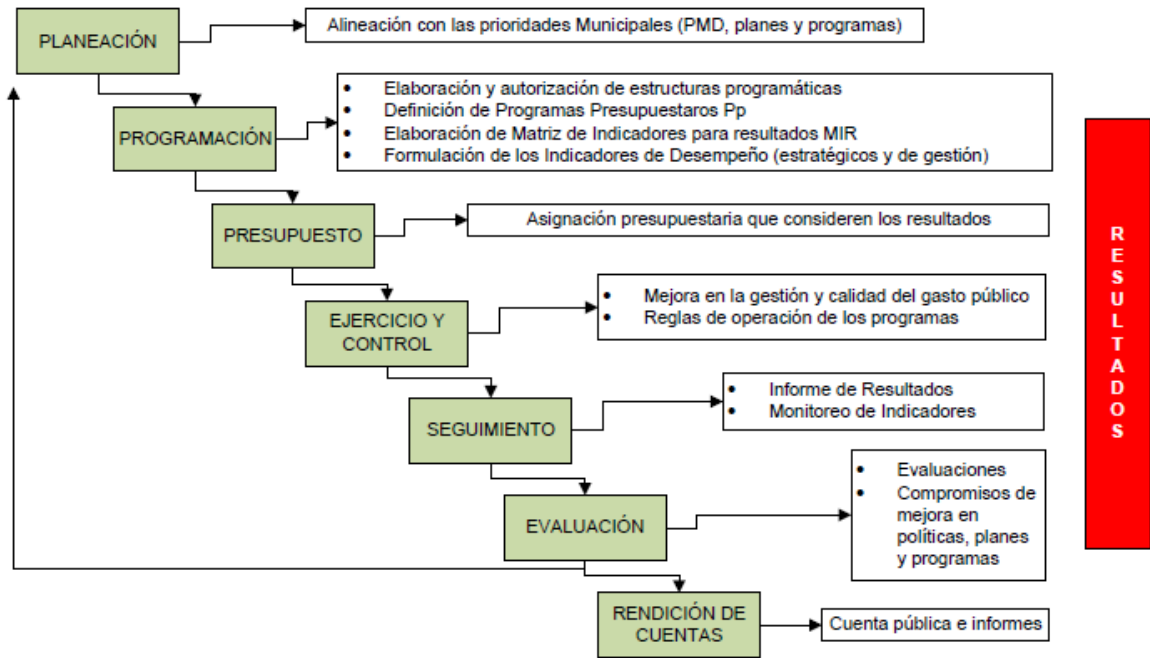 PLANEACIÓN
Alineación con las prioridades Municipales (PMD, planes y programas)
PROGRAMACIÓN
• Elaboración y autorización de estructuras programáticas
• Definición de Programas Presupuestaros Pp
• Elaboración de Matriz de Indicadores para resultados MIR
• Formulación de los Indicadores de Desempeño (estratégicos y de gestión)
PRESUPUESTO
Asignación presupuestaria que consideren los resultados
EJERCICIO Y
CONTROL
• Mejora en la gestión y calidad del gasto público
• Reglas de operación de los programas
SEGUIMIENTO
• Informe de Resultados
• Monitoreo de Indicadores
EVALUACIÓN
• Evaluaciones
• Compromisos de
mejora en
políticas, planes
y programas
RENDICIÓN DE
CUENTAS
Cuenta pública e informes
R
E
S
U
L
T
A
D
O
S